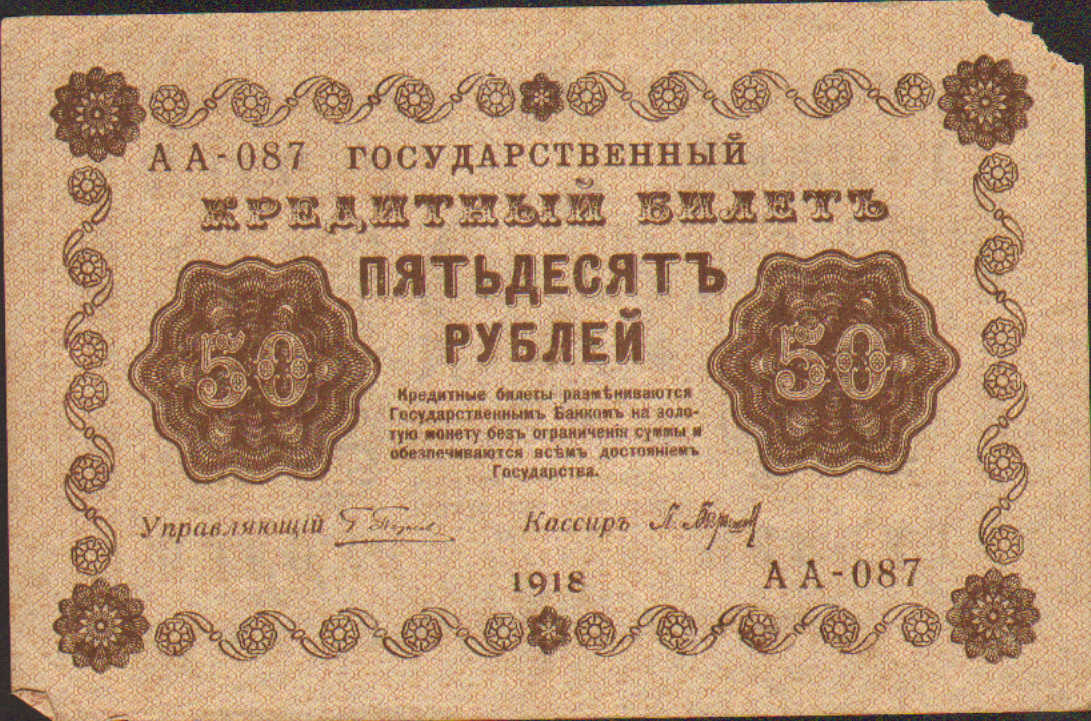 АА-087 ГОСУДАРСТВЕННЫЙ
КРЕДИТНЫЙ БИЛЕТЪ
ПЯТЬДЕСЯТЪ
РУБЛЕЙ
50
50
Кредитные билеты размѣниваются
Государственнымъ Банкомъ на золо-
тую монету безъ ограниченія суммы и
обезпечиваются всѣмъ достояніемъ
Государства.
Управляющій
Кассиръ
1918
АА-087